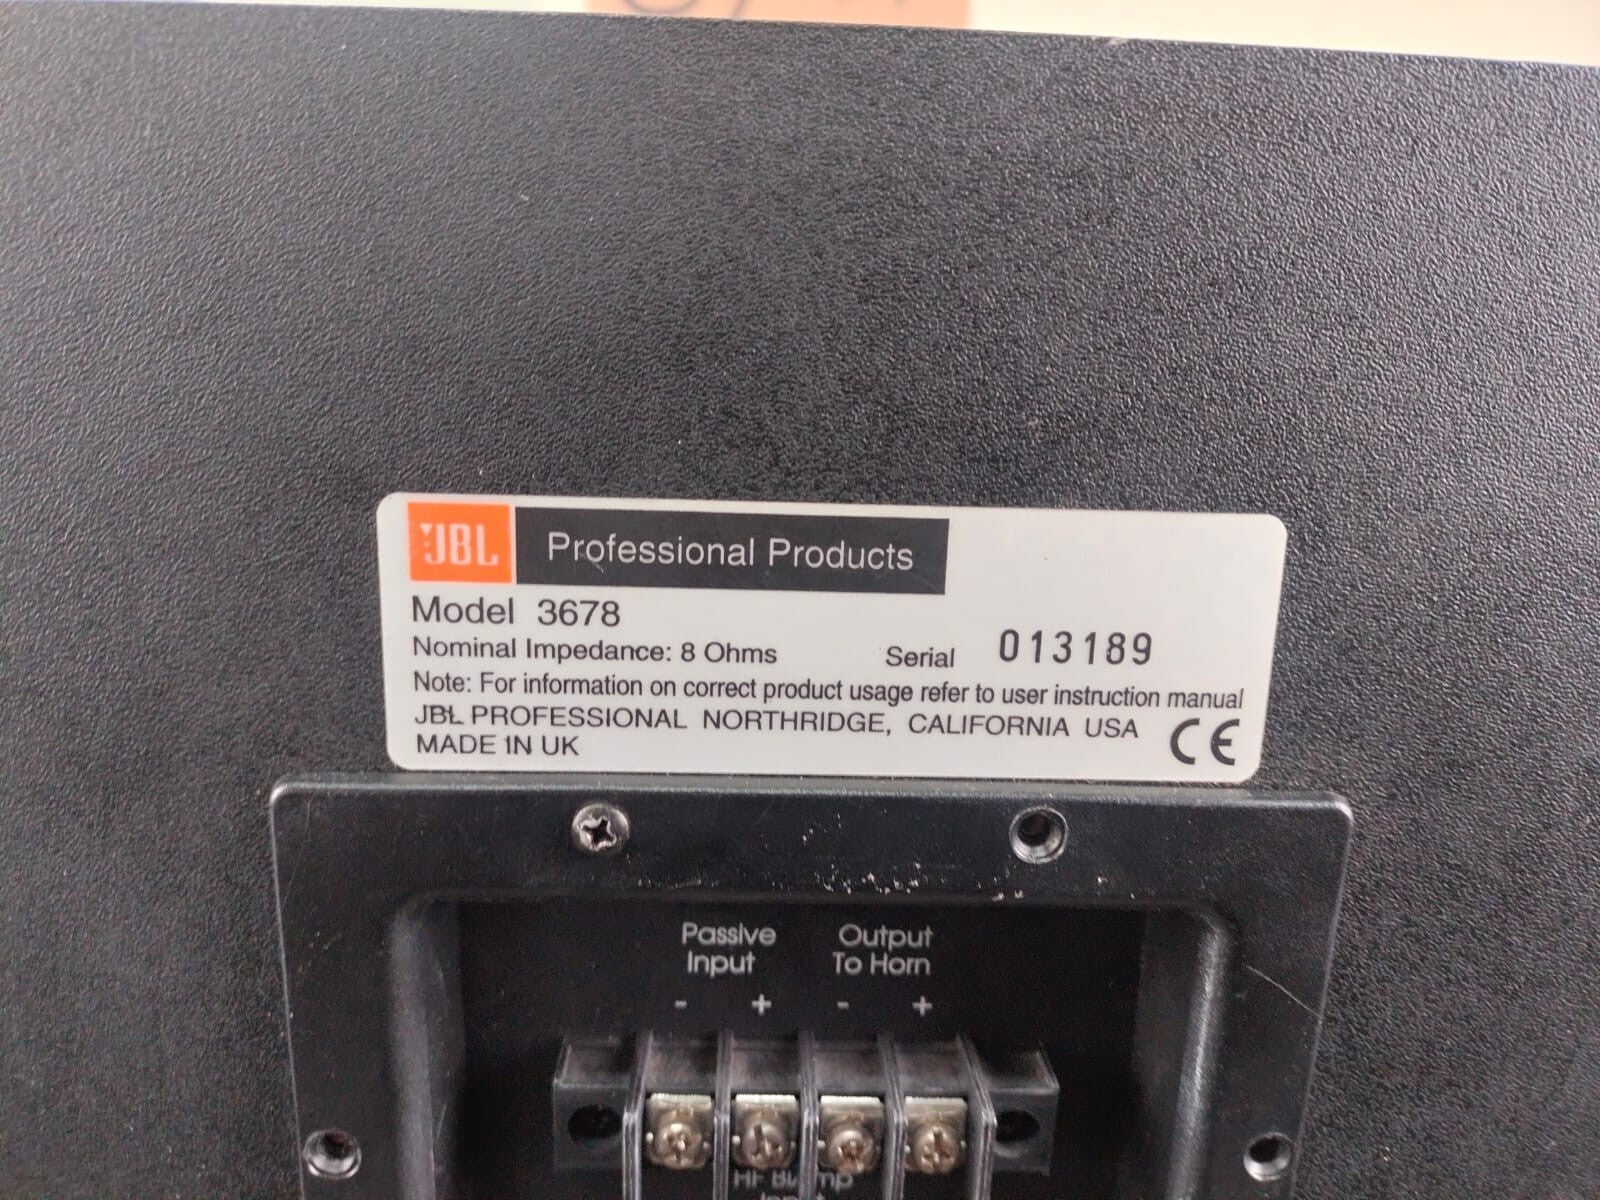 JBL Professional Products
Model 3678
Nominal Impedance: 8 Ohms Serial 013189
Note: For information on correct product usage refer to user instruction manual
JBL PROFESSIONAL NORTHRIDGE, CALIFORNIA USA
MADE IN UK CE
Passive Output
Input To Horn
- + - +